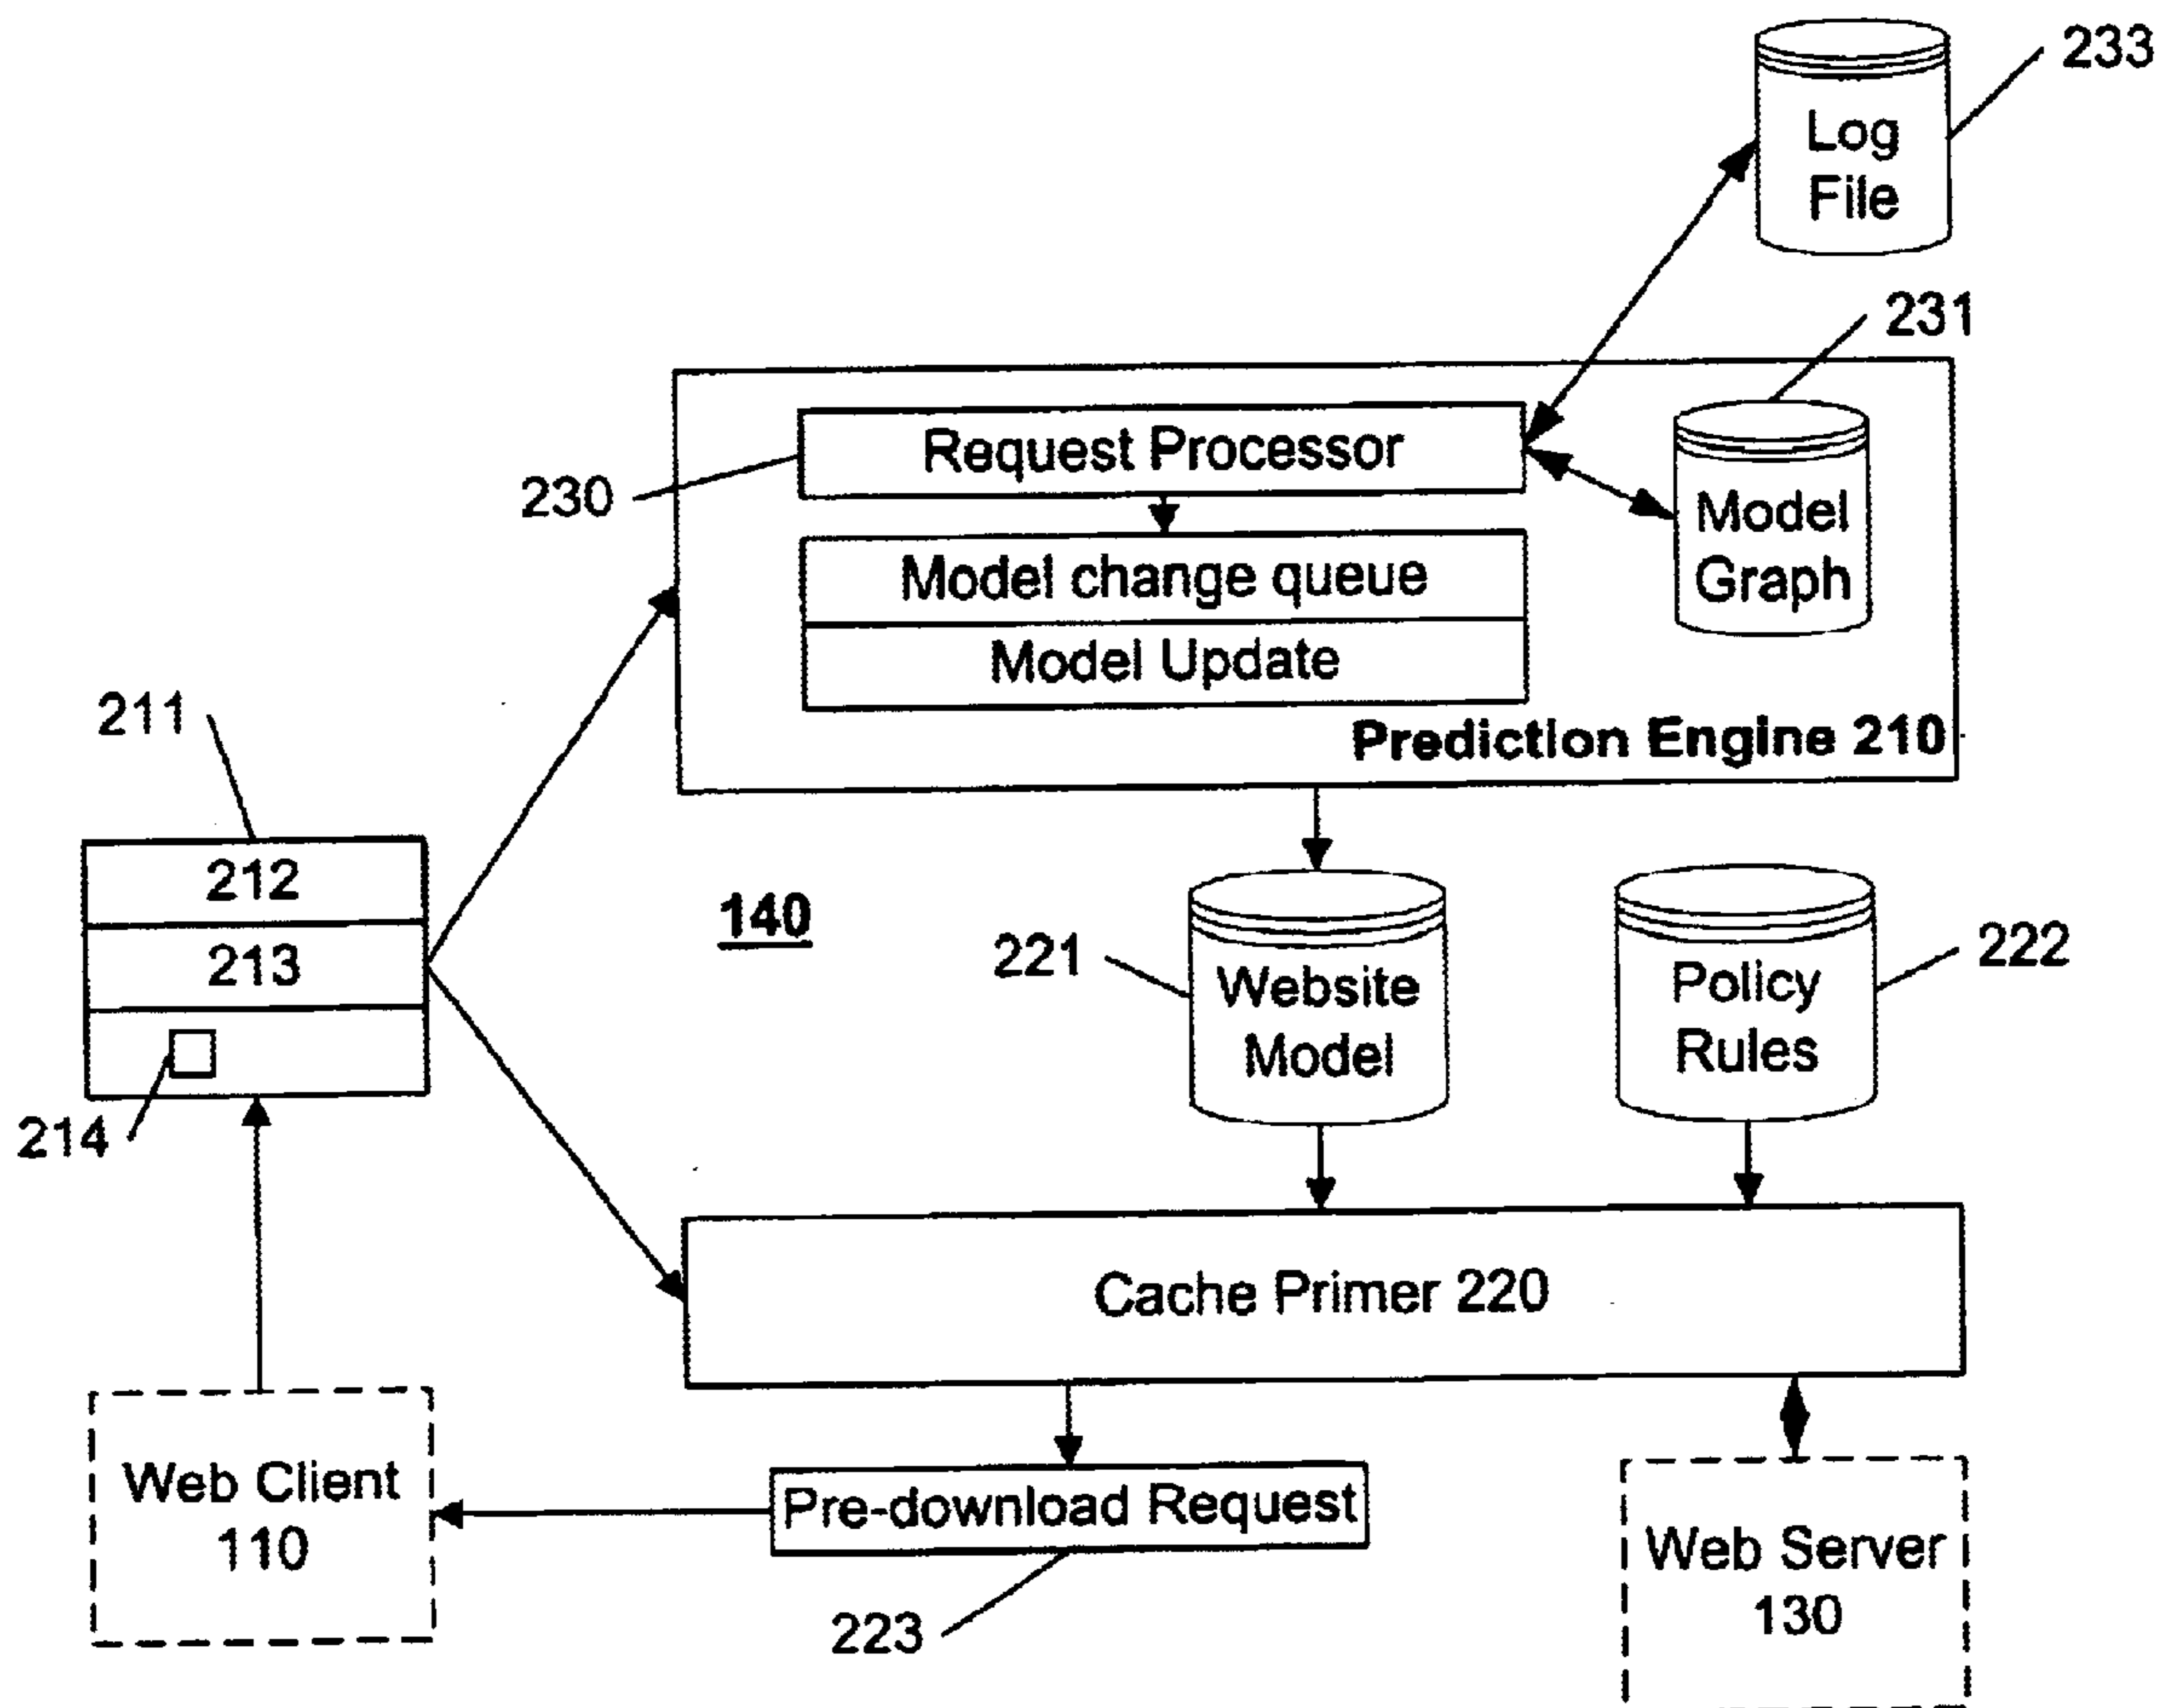 233
Log
File
231
Request Processor
230
Model
Graph
Model change queue
Model Update
211
Prediction Engine 210
212
140
213
221
Website
Model
Policy
Rules
222
214
Cache Primer 220
Web Client
110
Pre-download Request
Web Server
130
223